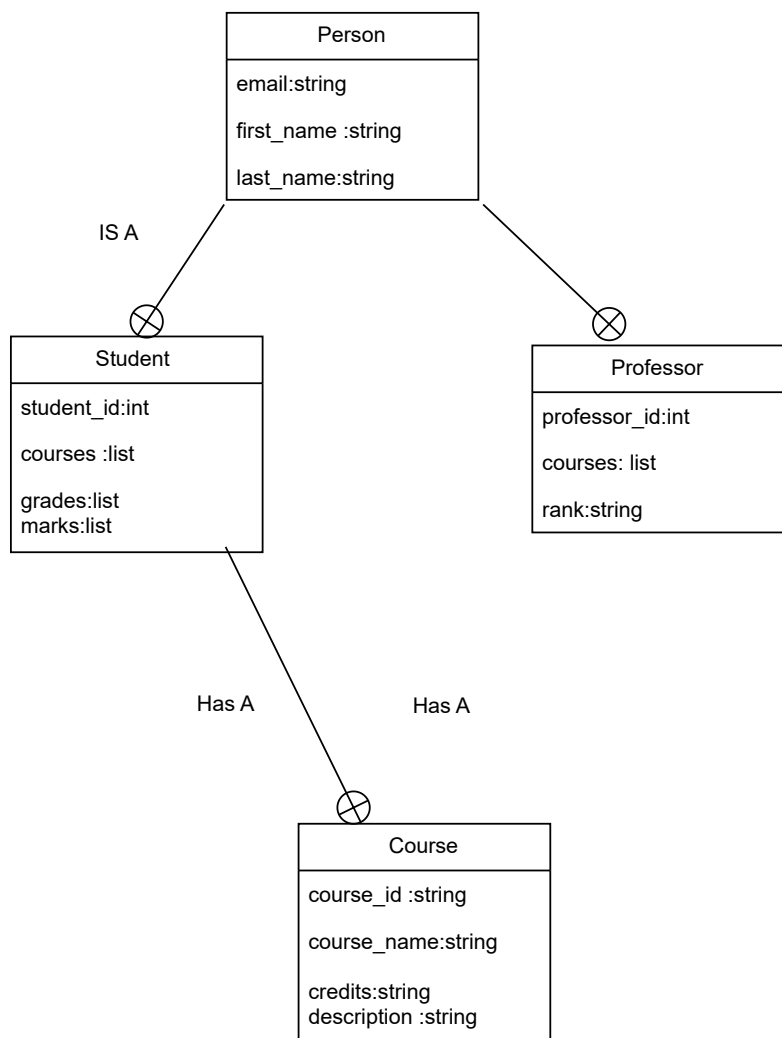 Person
email:string
first_name :string
last_name:string
IS A
Student
student_id:int
courses :list
grades:list
marks:list
Professor
professor_id:int
courses: list
rank:string
Has A
Has A
Course
course_id :string
course_name:string
credits:string
description :string